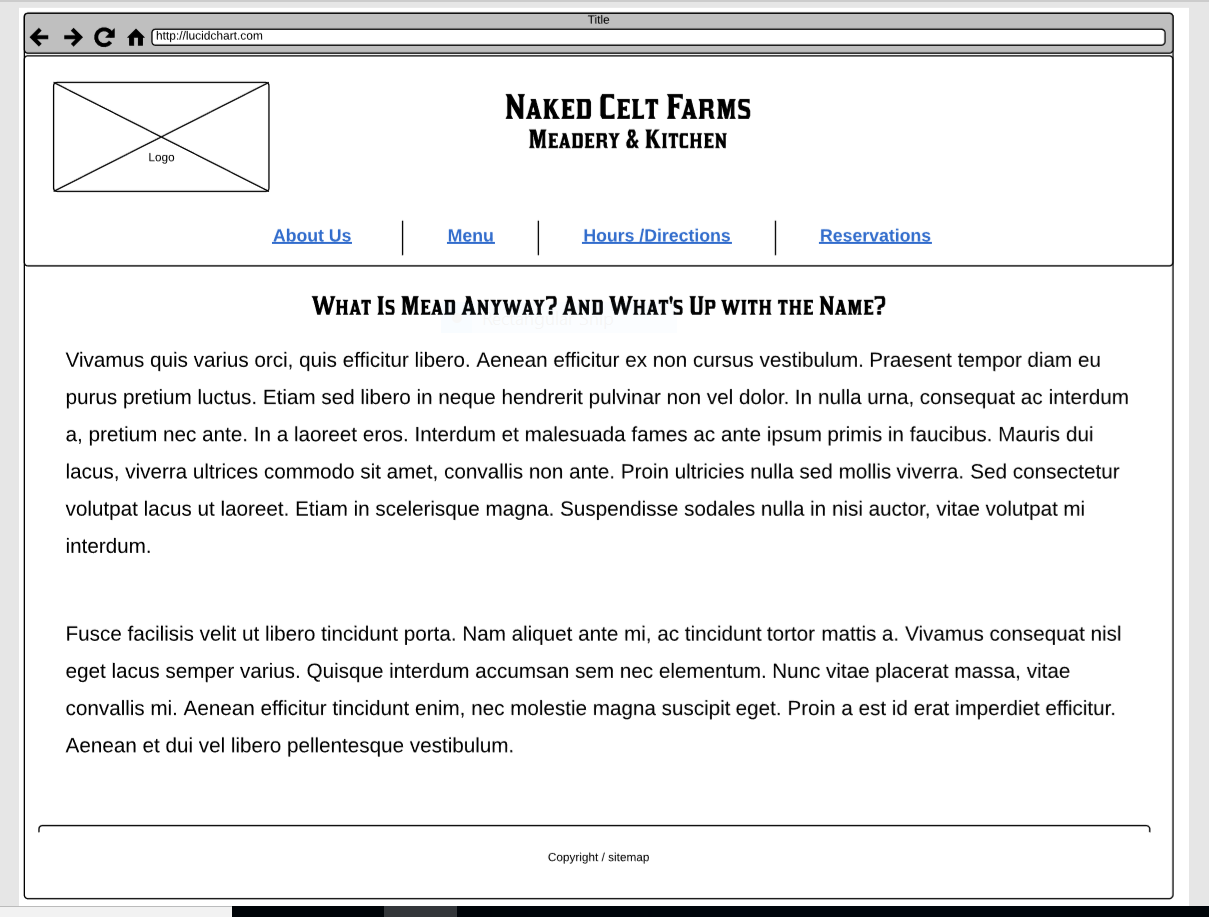 Title
http://lucidchart.com
Logo
Naked Celt Farms
Meadery & Kitchen
About Us
Menu
Hours /Directions
Reservations
What Is Mead Anyway? And What's Up with the Name?
Rectangular Snip
Vivamus quis varius orci, quis efficitur libero. Aenean efficitur ex non cursus vestibulum. Praesent tempor diam eu
purus pretium luctus. Etiam sed libero in neque hendrerit pulvinar non vel dolor. In nulla urna, consequat ac interdum
a, pretium nec ante. In a laoreet eros. Interdum et malesuada fames ac ante ipsum primis in faucibus. Mauris dui
lacus, viverra ultrices commodo sit amet, convallis non ante. Proin ultricies nulla sed mollis viverra. Sed consectetur
volutpat lacus ut laoreet. Etiam in scelerisque magna. Suspendisse sodales nulla in nisi auctor, vitae volutpat mi
interdum.
Fusce facilisis velit ut libero tincidunt porta. Nam aliquet ante mi, ac tincidunt tortor mattis a. Vivamus consequat nisl
eget lacus semper varius. Quisque interdum accumsan sem nec elementum. Nunc vitae placerat massa, vitae
convallis mi. Aenean efficitur tincidunt enim, nec molestie magna suscipit eget. Proin a est id erat imperdiet efficitur.
Aenean et dui vel libero pellentesque vestibulum.
Copyright / sitemap